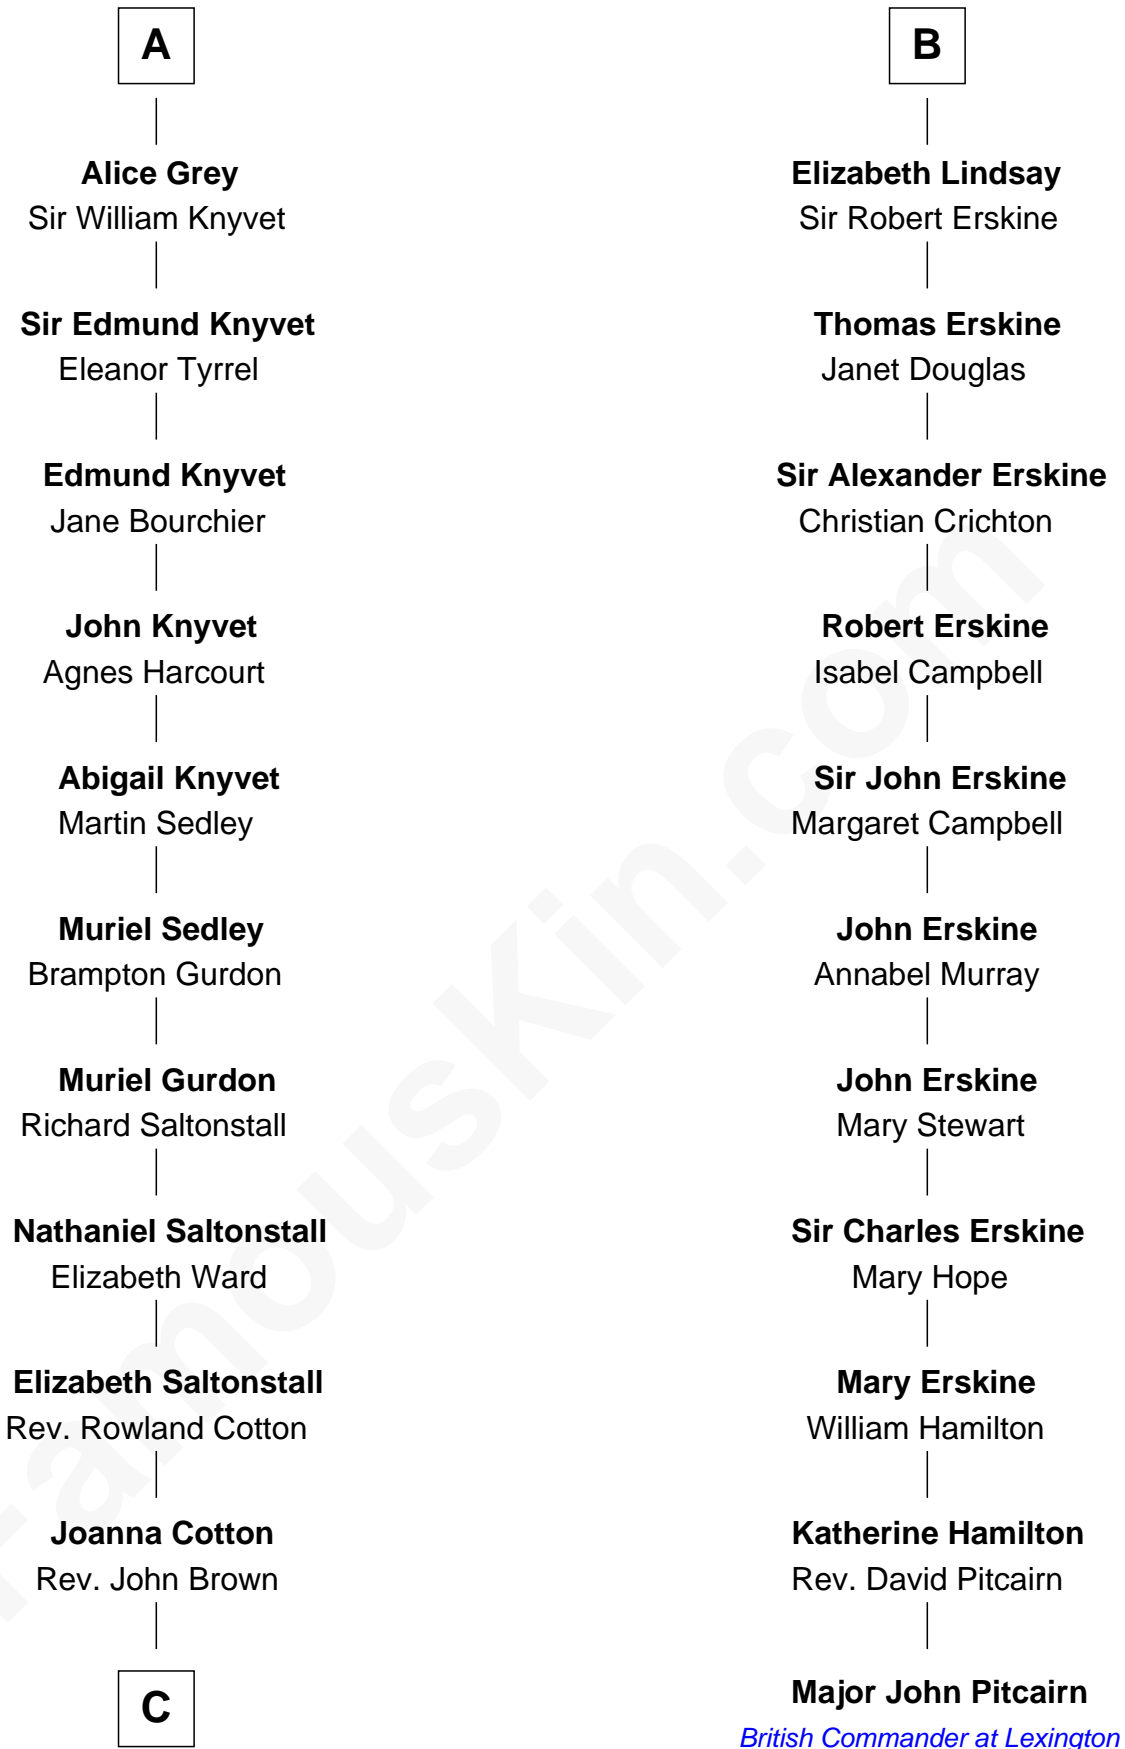 A
Alice Grey
Sir William Knyvet
Sir Edmund Knyvet
Eleanor Tyrrel
Edmund Knyvet
Jane Bourchier
John Knyvet
Agnes Harcourt
Abigail Knyvet
Martin Sedley
Muriel Sedley
Brampton Gurdon
Muriel Gurdon
Richard Saltonstall
Nathaniel Saltonstall
Elizabeth Ward
Elizabeth Saltonstall
Rev. Rowland Cotton
Joanna Cotton
Rev. John Brown
C
B
Elizabeth Lindsay
Sir Robert Erskine
Thomas Erskine
Janet Douglas
Sir Alexander Erskine
Christian Crichton
Robert Erskine
Isabel Campbell
Sir John Erskine
Margaret Campbell
John Erskine
Annabel Murray
John Erskine
Mary Stewart
Sir Charles Erskine
Mary Hope
Mary Erskine
William Hamilton
Katherine Hamilton
Rev. David Pitcairn
Major John Pitcairn
British Commander at Lexington
FamousKin.com